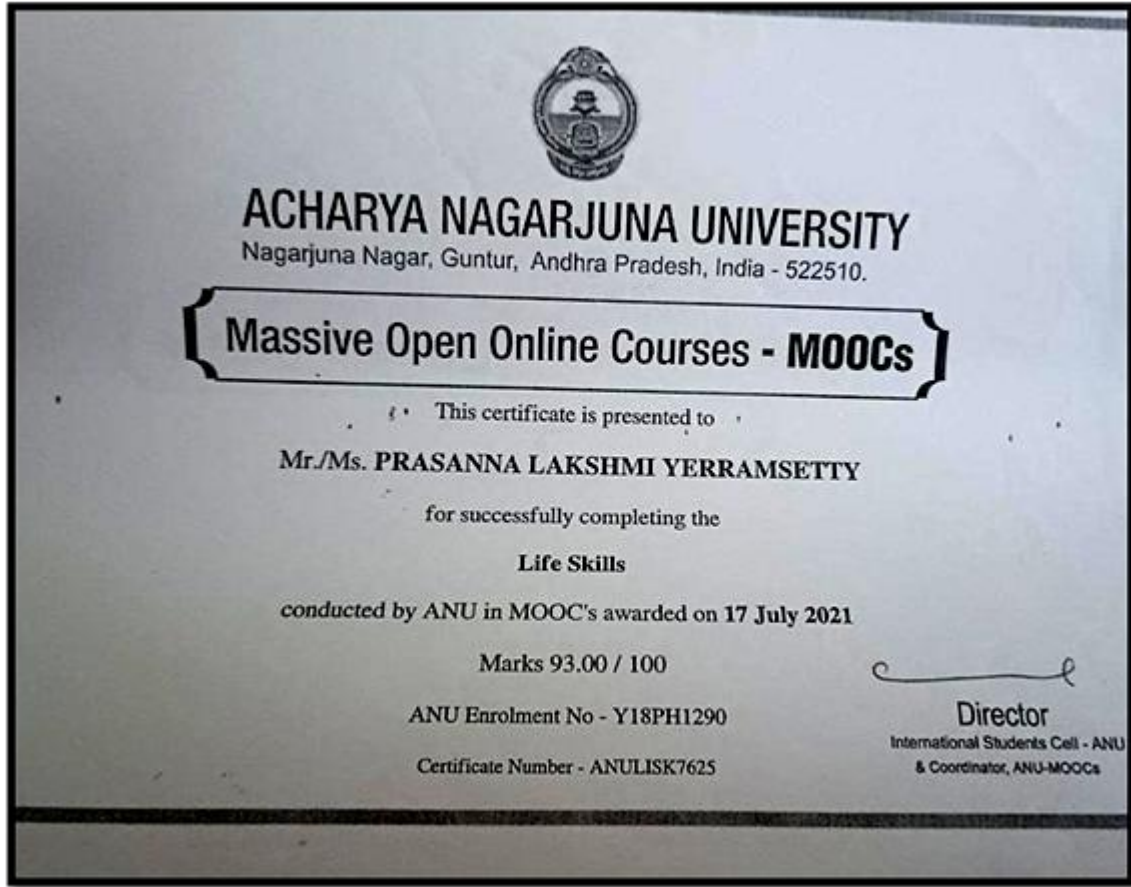 ACHARYA NAGARJUNA UNIVERSITY
Nagarjuna Nagar, Guntur, Andhra Pradesh, India - 522510.
Massive Open Online Courses - MOOCs
This certificate is presented to
Mr./Ms. PRASANNA LAKSHMI YERRAMSETTY
for successfully completing the
Life Skills
conducted by ANU in MOOC's awarded on 17 July 2021
Marks 93.00 / 100
ANU Enrolment No - Y18PH1290
Certificate Number - ANULISK7625
Director
International Students Cell - ANU
& Coordinator, ANU-MOOCs